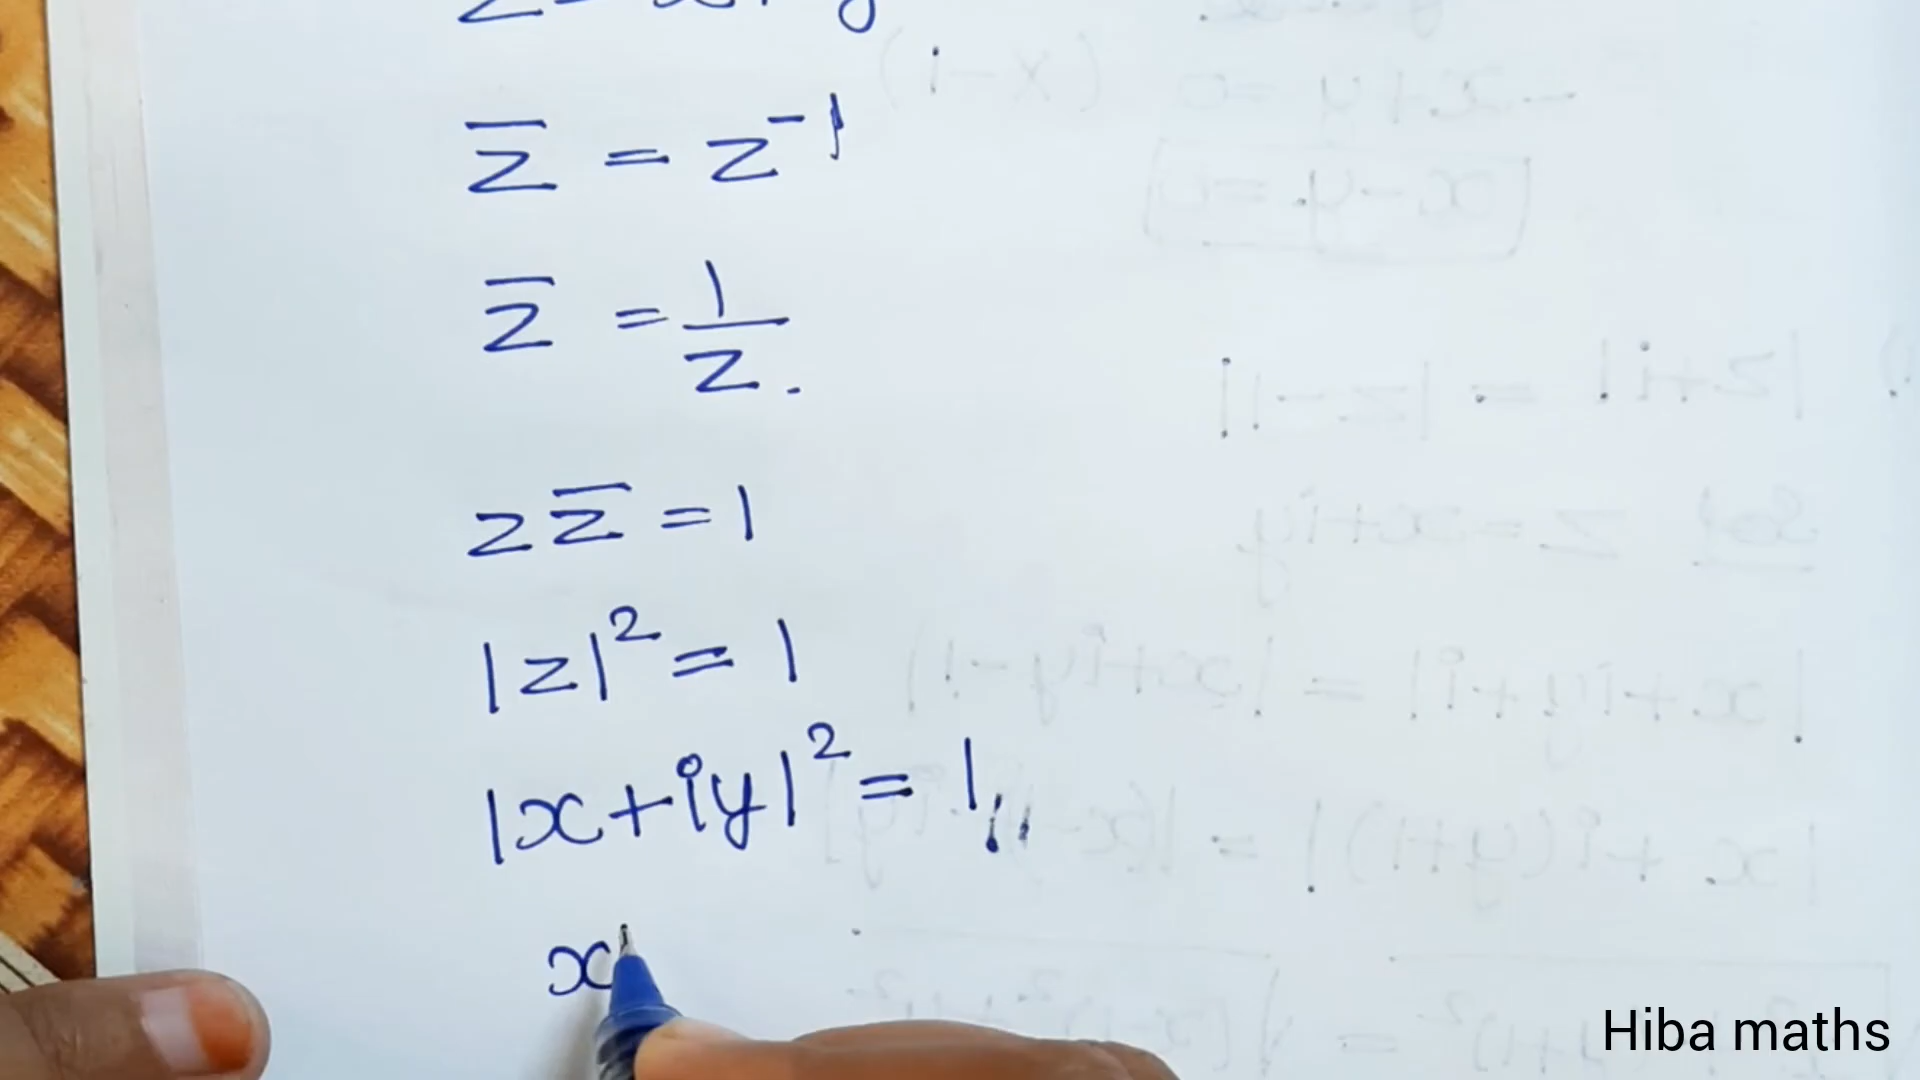 z̅ = z⁻¹
z̅ = 1/z.
zz̅ = 1
|z|² = 1
|x+iy|² = 1,,
x
Hiba maths